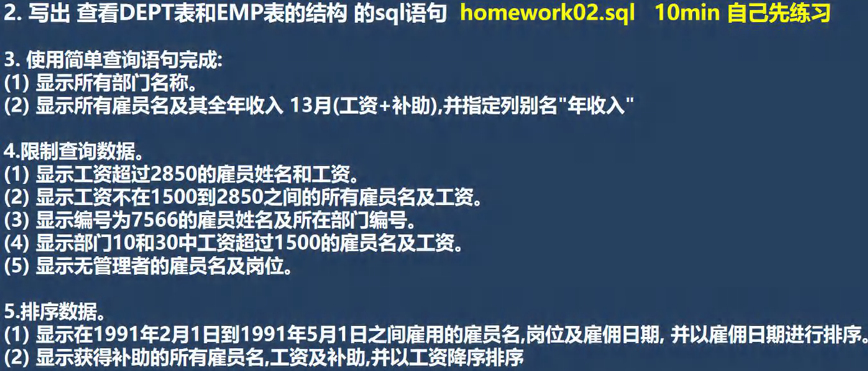 2. 写出 查看DEPT表和EMP表的结构 的sql语句 homework02.sql 10min 自己先练习
3. 使用简单查询语句完成:
(1) 显示所有部门名称。
(2) 显示所有雇员名及其全年收入 13月(工资+补助),并指定列别名"年收入"
4.限制查询数据。
(1) 显示工资超过2850的雇员姓名和工资。
(2) 显示工资不在1500到2850之间的所有雇员名及工资。
(3) 显示编号为7566的雇员姓名及所在部门编号。
(4) 显示部门10和30中工资超过1500的雇员名及工资。
(5) 显示无管理者的雇员名及岗位。
5.排序数据。
(1) 显示在1991年2月1日到1991年5月1日之间雇用的雇员名,岗位及雇佣日期, 并以雇佣日期进行排序。
(2) 显示获得补助的所有雇员名,工资及补助,并以工资降序排序